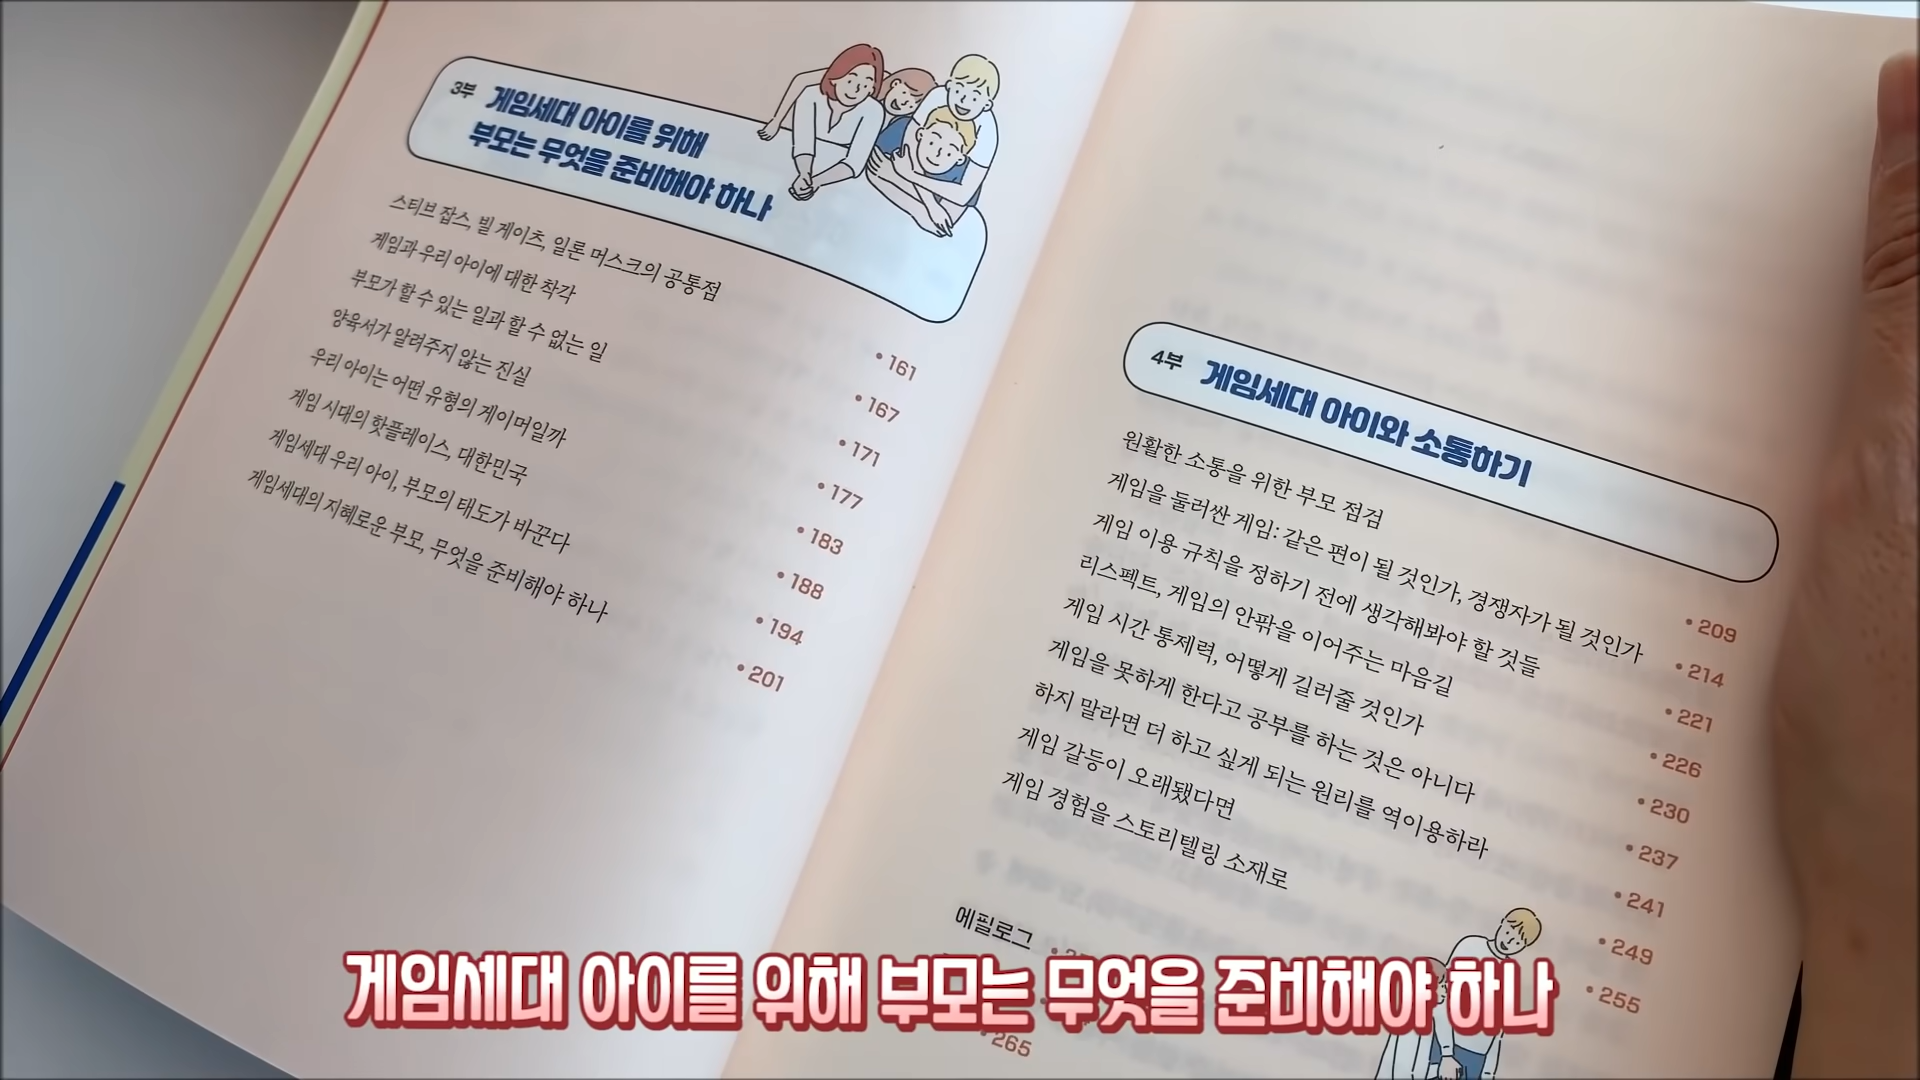 3부 게임세대 아이를 위해
부모는 무엇을 준비해야 하나
스티브 잡스, 빌 게이츠, 일론 머스크의 공통점 • 161
게임과 우리 아이에 대한 착각 • 167
부모가 할 수 있는 일과 할 수 없는 일 • 171
양육서가 알려주지 않는 진실 • 177
우리 아이는 어떤 유형의 게이머일까 • 183
게임 시대의 핫플레이스, 대한민국 • 188
게임세대 우리 아이, 부모의 태도가 바꾼다 • 194
게임세대의 지혜로운 부모, 무엇을 준비해야 하나 • 201
4부 게임세대 아이와 소통하기
원활한 소통을 위한 부모 점검 • 209
게임을 둘러싼 게임: 같은 편이 될 것인가, 경쟁자가 될 것인가 • 214
게임 이용 규칙을 정하기 전에 생각해봐야 할 것들 • 221
리스펙트, 게임의 안팎을 이어주는 마음길 • 226
게임 시간 통제력, 어떻게 길러줄 것인가 • 230
게임을 못하게 한다고 공부를 하는 것은 아니다 • 237
하지 말라면 더 하고 싶게 되는 원리를 역이용하라 • 241
게임 갈등이 오래됐다면 • 249
게임 경험을 스토리텔링 소재로 • 255
에필로그
• 265
게임세대 아이를 위해 부모는 무엇을 준비해야 하나